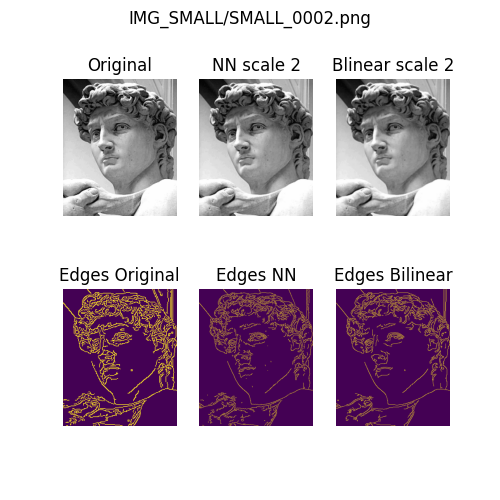 IMG_SMALL/SMALL_0002.png
Original
NN scale 2
Blinear scale 2
Edges Original
Edges NN
Edges Bilinear